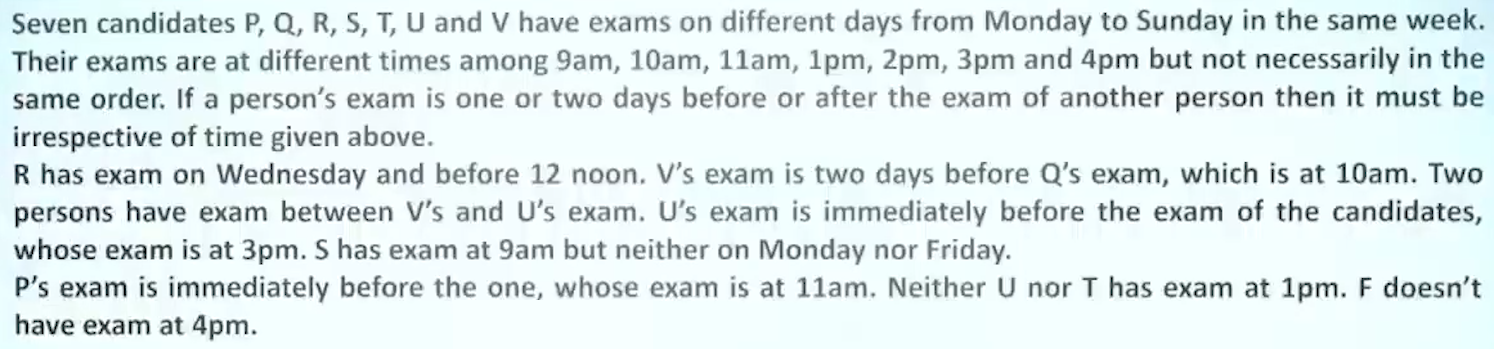 Seven candidates P, Q, R, S, T, U and V have exams on different days from Monday to Sunday in the same week.
Their exams are at different times among 9am, 10am, 11am, 1pm, 2pm, 3pm and 4pm but not necessarily in the
same order. If a person's exam is one or two days before or after the exam of another person then it must be
irrespective of time given above.
R has exam on Wednesday and before 12 noon. V's exam is two days before Q's exam, which is at 10am. Two
persons have exam between V's and U's exam. U's exam is immediately before the exam of the candidates,
whose exam is at 3pm. S has exam at 9am but neither on Monday nor Friday.
P's exam is immediately before the one, whose exam is at 11am. Neither U nor T has exam at 1pm. F doesn't
have exam at 4pm.